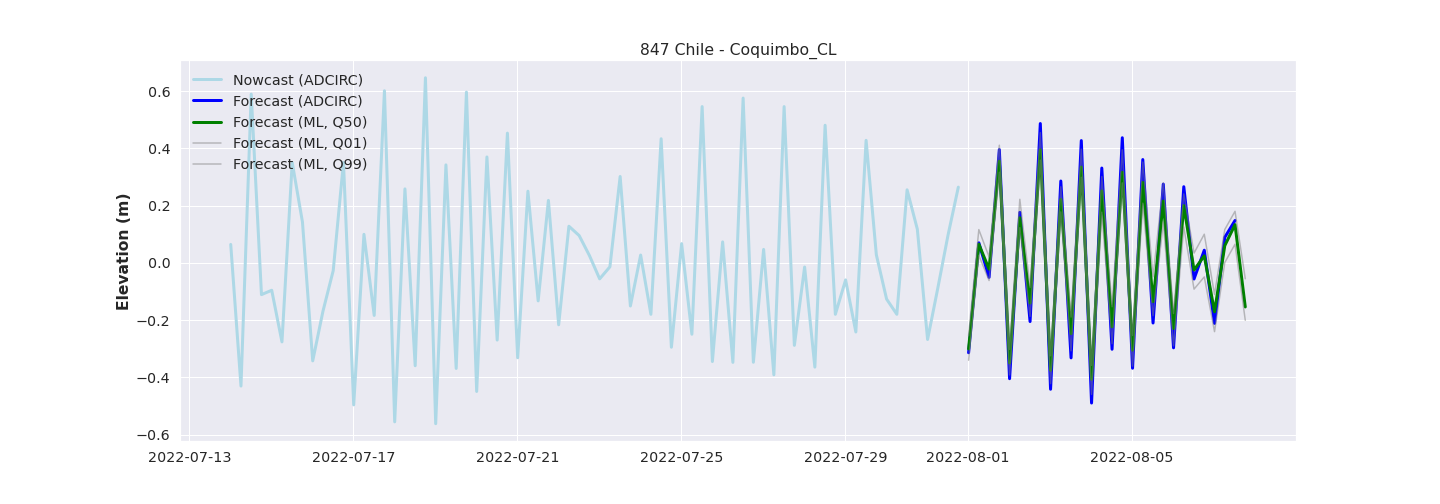 847 Chile - Coquimbo_CL
Nowcast (ADCIRC)
Forecast (ADCIRC)
Forecast (ML, Q50)
Forecast (ML, Q01)
Forecast (ML, Q99)
Elevation (m)
0.6
0.4
0.2
0.0
−0.2
−0.4
−0.6
2022-07-13 2022-07-17 2022-07-21 2022-07-25 2022-07-29 2022-08-01 2022-08-05